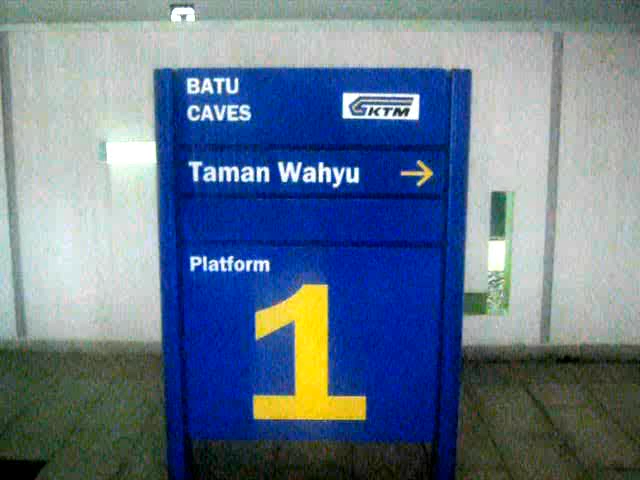 BATU
CAVES
KTM
Taman Wahyu →
Platform
1